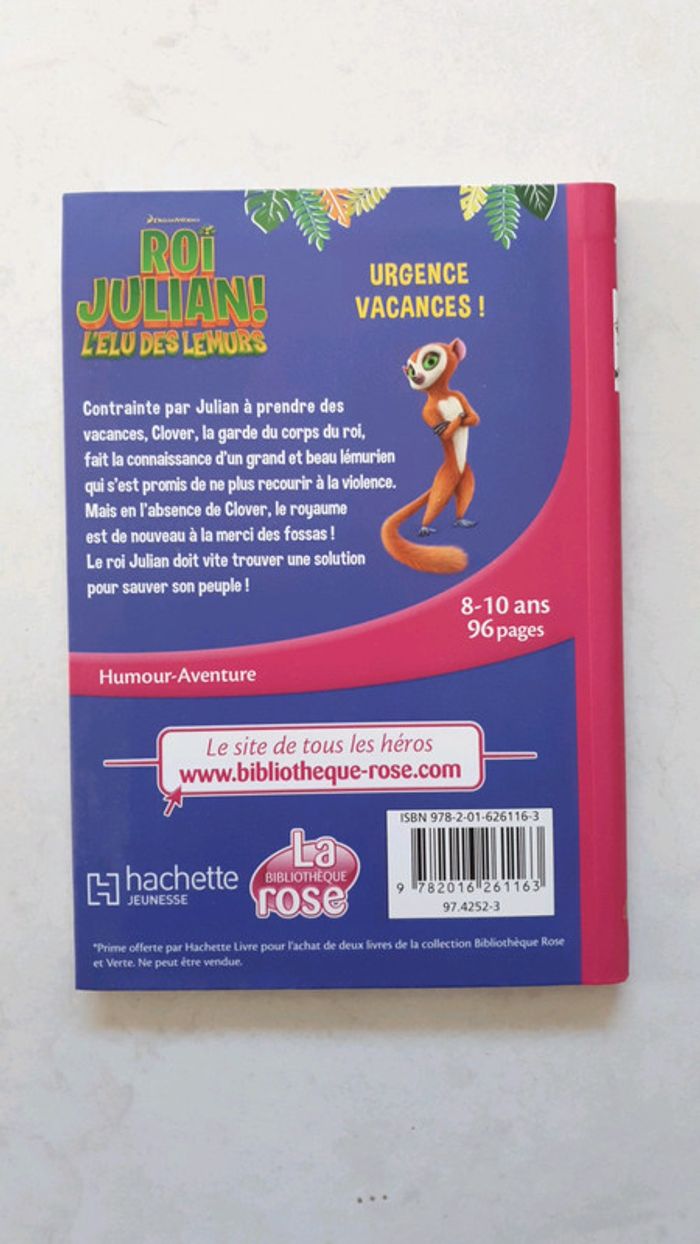 DREAMWORKS
ROI
JULIAN!
L'ELU DES LEMURS
URGENCE
VACANCES !
Contrainte par Julian à prendre des
vacances, Clover, la garde du corps du roi,
fait la connaissance d'un grand et beau lémurien
qui s'est promis de ne plus recourir à la violence.
Mais en l'absence de Clover, le royaume
est de nouveau à la merci des fossas !
Le roi Julian doit vite trouver une solution
pour sauver son peuple !
8-10 ans
96 pages
Humour-Aventure
Le site de tous les héros
www.bibliotheque-rose.com
hachette
JEUNESSE
La
BIBLIOTHÈQUE
rose
ISBN 978-2-01-626116-3
9 782016 261163
97.4252-3
*Prime offerte par Hachette Livre pour l'achat de deux livres de la collection Bibliothèque Rose
et Verte. Ne peut être vendue.